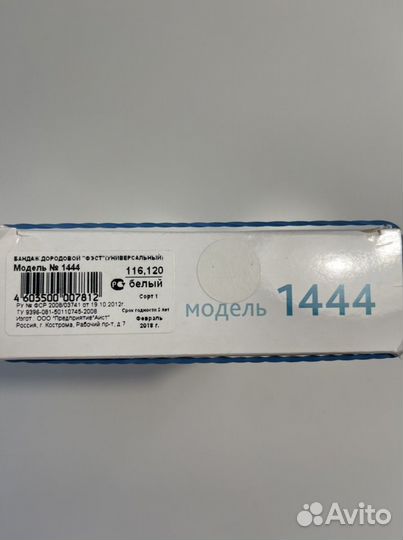 БАНДАЖ ДОРОДОВОЙ "ФЭСТ"(УНИВЕРСАЛЬНЫЙ)
Модель № 1444
116,120
белый
4 603500 007812
Сорт 1
РУ № ФСР 2008/03741 от 19.10.2012г.
ТУ 9396-081-50110745-2008
Срок годности 2 лет
Изгот.: ООО "Предприятие"Аист"
Россия, г. Кострома, Рабочий пр-т, д.7
Февраль
2018 г.
модель 1444
Avito